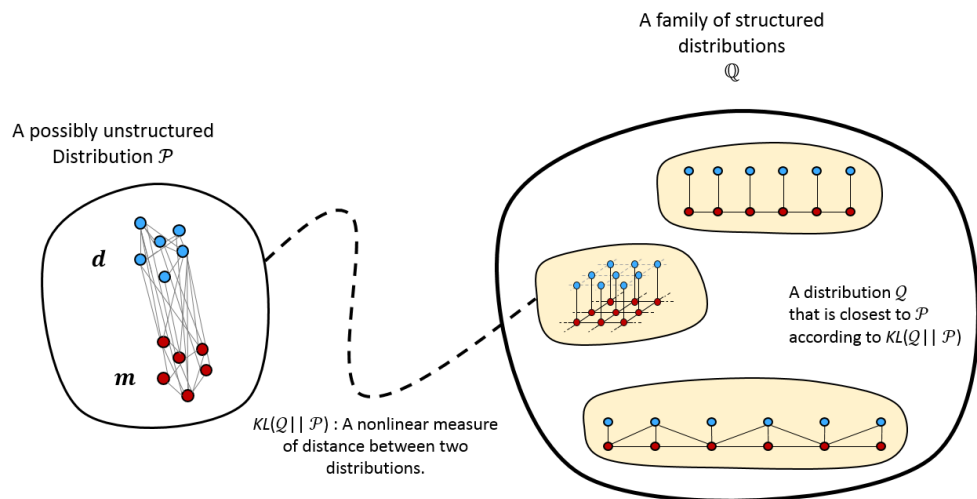 A family of structured
distributions
ℚ
A possibly unstructured
Distribution 𝒫
d
m
A distribution 𝒬
that is closest to 𝒫
according to KL(𝒬|| 𝒫)
KL(𝒬|| 𝒫) : A nonlinear measure
of distance between two
distributions.